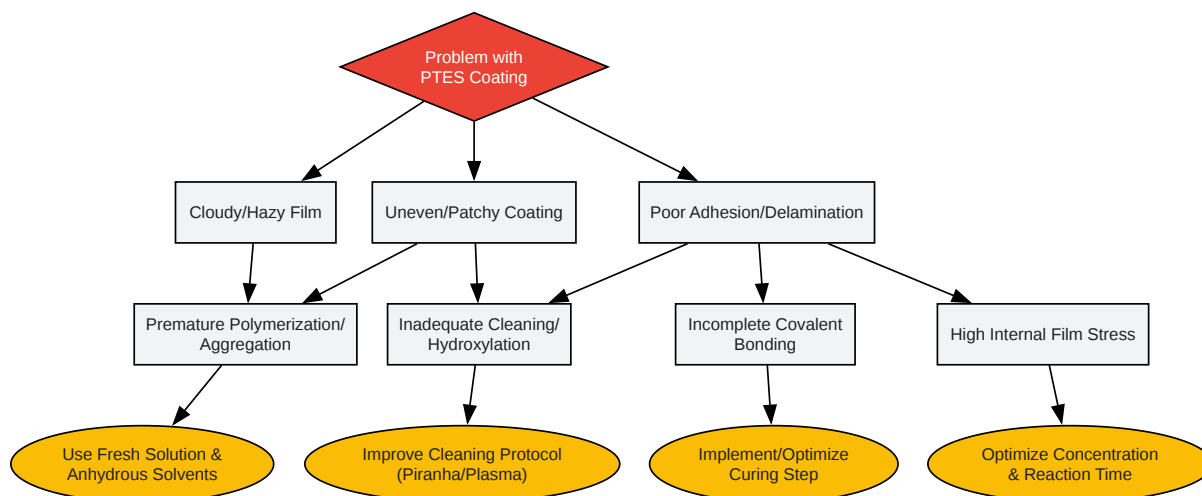 Problem with
PTES Coating
Cloudy/Hazy Film
Uneven/Patchy Coating
Poor Adhesion/Delamination
Premature Polymerization/
Aggregation
Inadequate Cleaning/
Hydroxylation
Incomplete Covalent
Bonding
High Internal Film Stress
Use Fresh Solution &
Anhydrous Solvents
Improve Cleaning Protocol
(Piranha/Plasma)
Implement/Optimize
Curing Step
Optimize Concentration
& Reaction Time